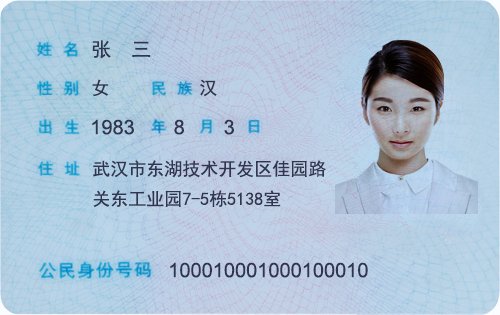 姓名 张 三
性别 女 民族 汉
出生 1983 年 8 月 3 日
住址 武汉市东湖技术开发区佳园路
关东工业园7-5栋5138室
公民身份号码 100010001000100010